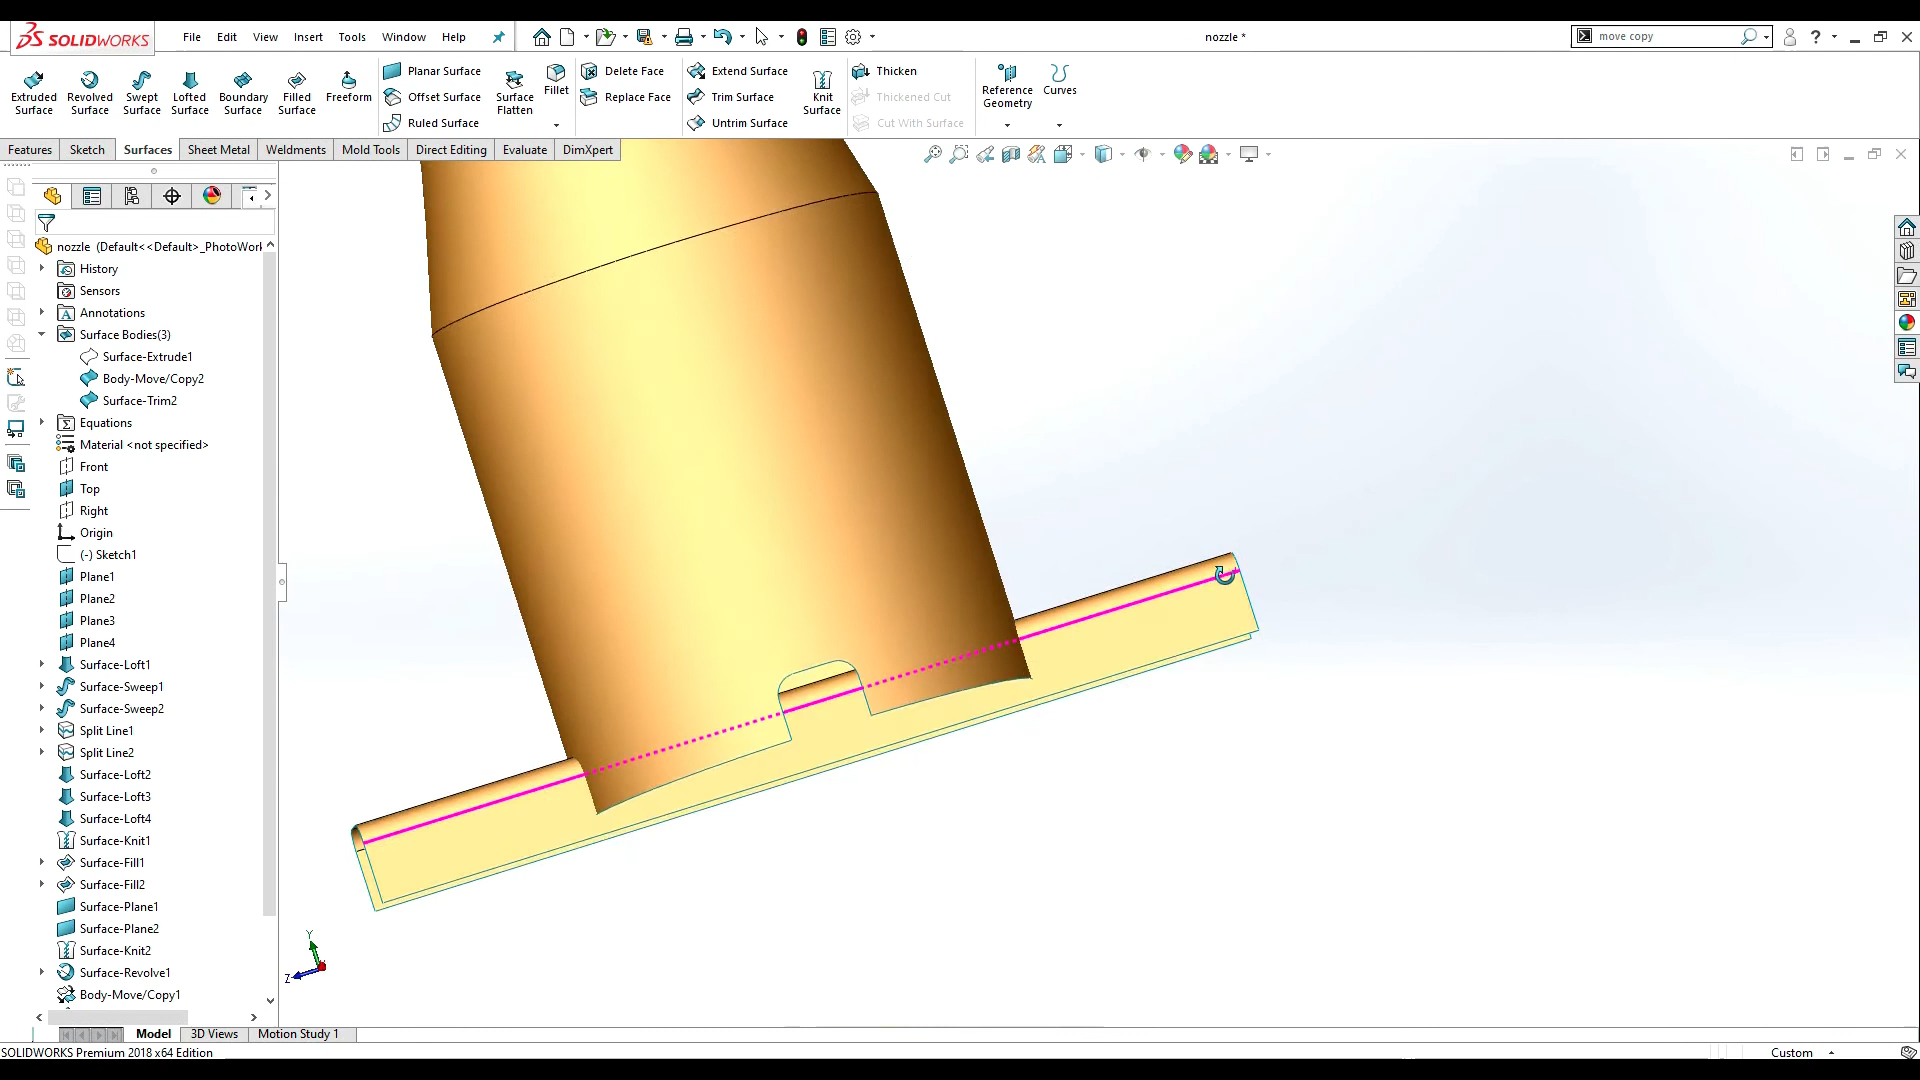 SOLIDWORKS
File Edit View Insert Tools Window Help
nozzle *
move copy
Extruded Surface
Revolved Surface
Swept Surface
Lofted Surface
Boundary Surface
Filled Surface
Freeform
Planar Surface
Offset Surface
Ruled Surface
Surface Flatten
Fillet
Delete Face
Replace Face
Extend Surface
Trim Surface
Untrim Surface
Knit Surface
Thicken
Thickened Cut
Cut With Surface
Reference Geometry
Curves
Features Sketch Surfaces Sheet Metal Weldments Mold Tools Direct Editing Evaluate DimXpert
nozzle (Default<<Default>_PhotoWork
History
Sensors
Annotations
Surface Bodies(3)
Surface-Extrude1
Body-Move/Copy2
Surface-Trim2
Equations
Material <not specified>
Front
Top
Right
Origin
(-) Sketch1
Plane1
Plane2
Plane3
Plane4
Surface-Loft1
Surface-Sweep1
Surface-Sweep2
Split Line1
Split Line2
Surface-Loft2
Surface-Loft3
Surface-Loft4
Surface-Knit1
Surface-Fill1
Surface-Fill2
Surface-Plane1
Surface-Plane2
Surface-Knit2
Surface-Revolve1
Body-Move/Copy1
Y
Z
Model 3D Views Motion Study 1
SOLIDWORKS Premium 2018 x64 Edition
Custom